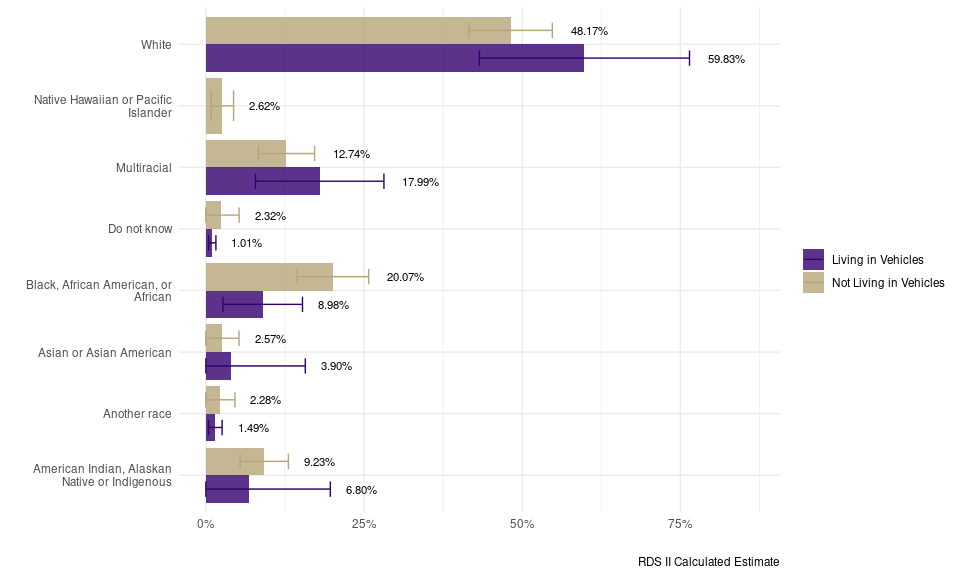 White
48.17%
59.83%
Native Hawaiian or Pacific
Islander
2.62%
Multiracial
12.74%
17.99%
Do not know
2.32%
1.01%
Black, African American, or
African
20.07%
8.98%
Asian or Asian American
2.57%
3.90%
Another race
2.28%
1.49%
American Indian, Alaskan
Native or Indigenous
9.23%
6.80%
0%
25%
50%
75%
RDS II Calculated Estimate
Living in Vehicles
Not Living in Vehicles